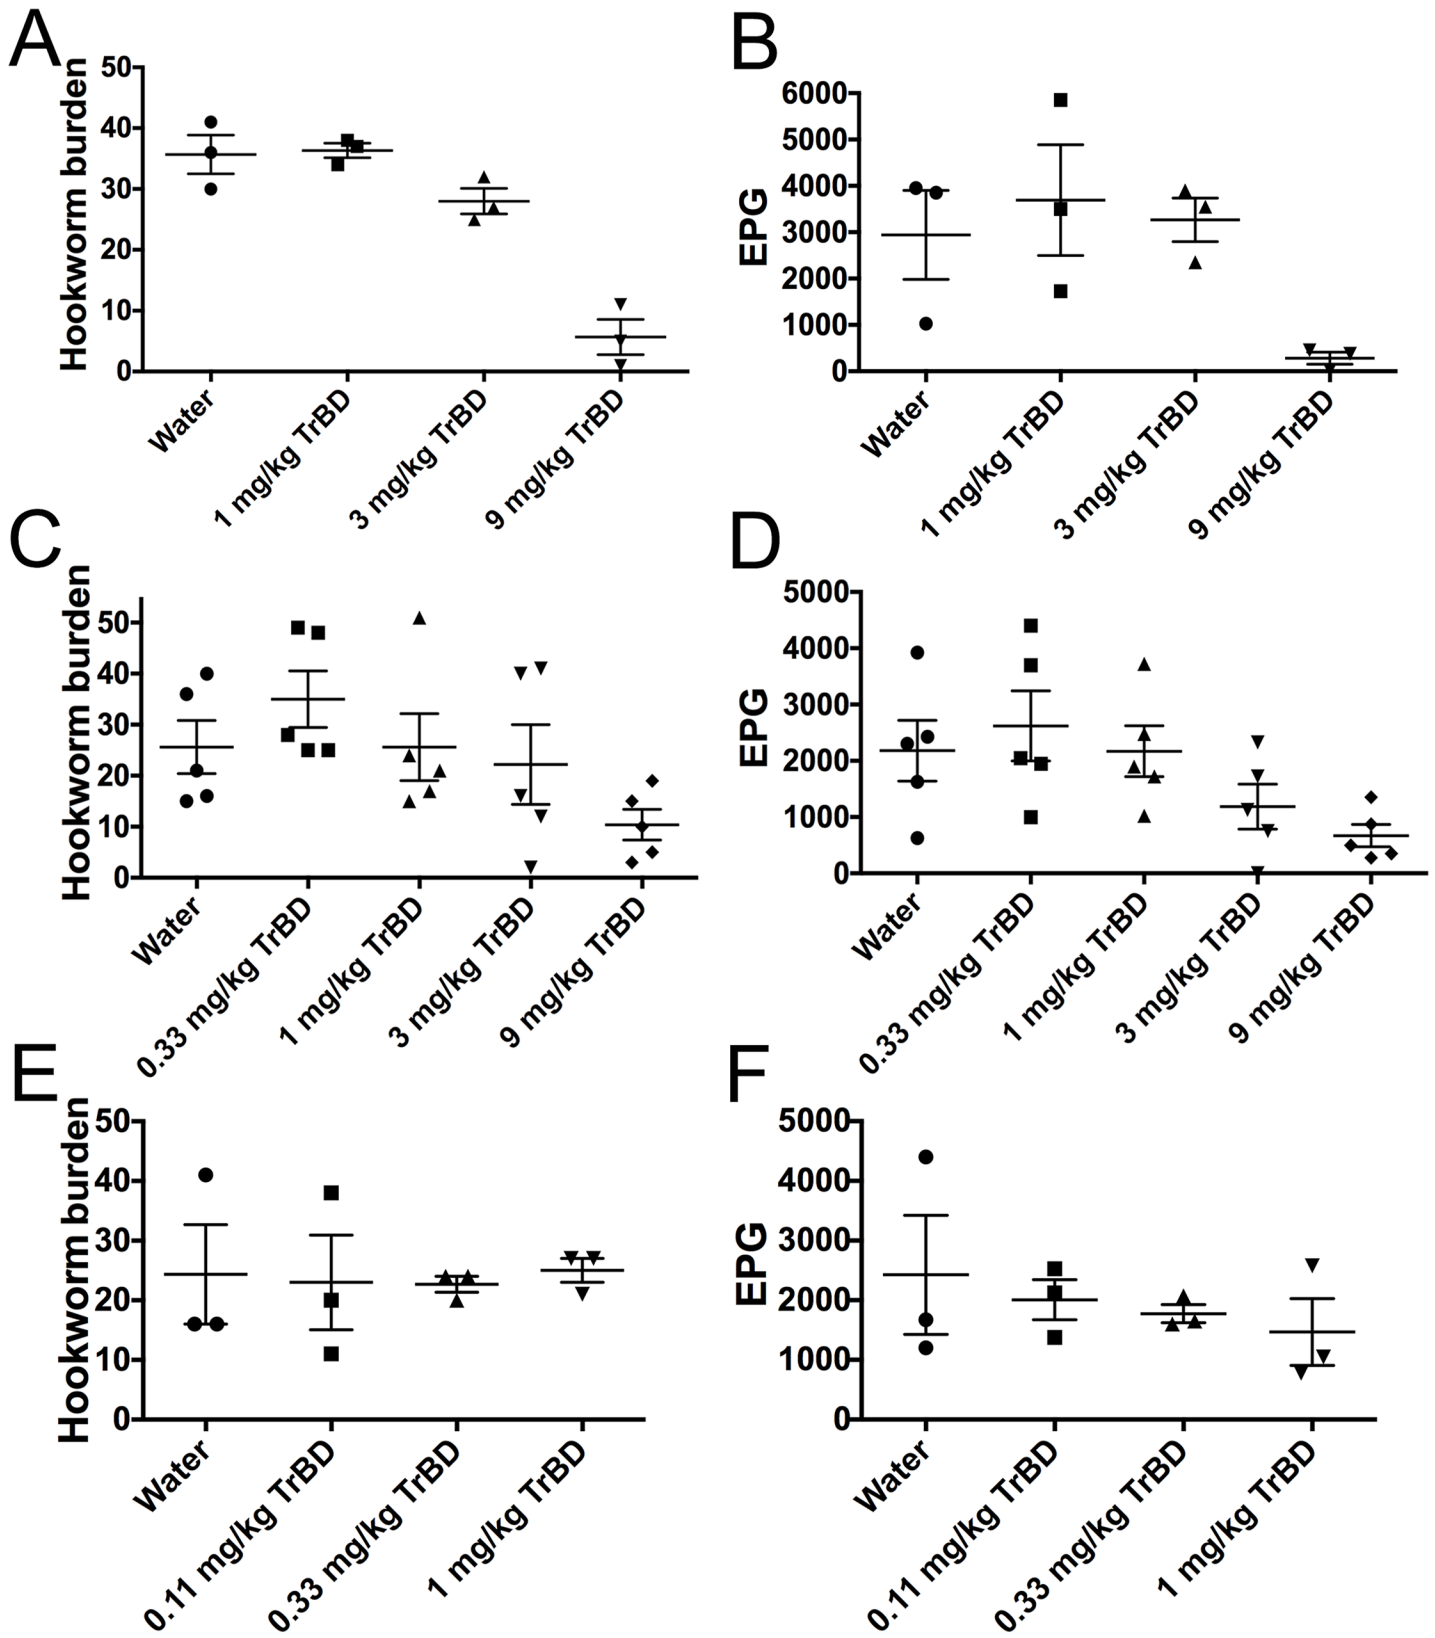 A
Hookworm burden
50
40
30
20
10
0
Water
1 mg/kg TrBD
3 mg/kg TrBD
9 mg/kg TrBD
B
EPG
6000
5000
4000
3000
2000
1000
0
Water
1 mg/kg TrBD
3 mg/kg TrBD
9 mg/kg TrBD
C
Hookworm burden
50
40
30
20
10
0
Water
0.33 mg/kg TrBD
1 mg/kg TrBD
3 mg/kg TrBD
9 mg/kg TrBD
D
EPG
5000
4000
3000
2000
1000
0
Water
0.33 mg/kg TrBD
1 mg/kg TrBD
3 mg/kg TrBD
9 mg/kg TrBD
E
Hookworm burden
50
40
30
20
10
0
Water
0.11 mg/kg TrBD
0.33 mg/kg TrBD
1 mg/kg TrBD
F
EPG
5000
4000
3000
2000
1000
0
Water
0.11 mg/kg TrBD
0.33 mg/kg TrBD
1 mg/kg TrBD